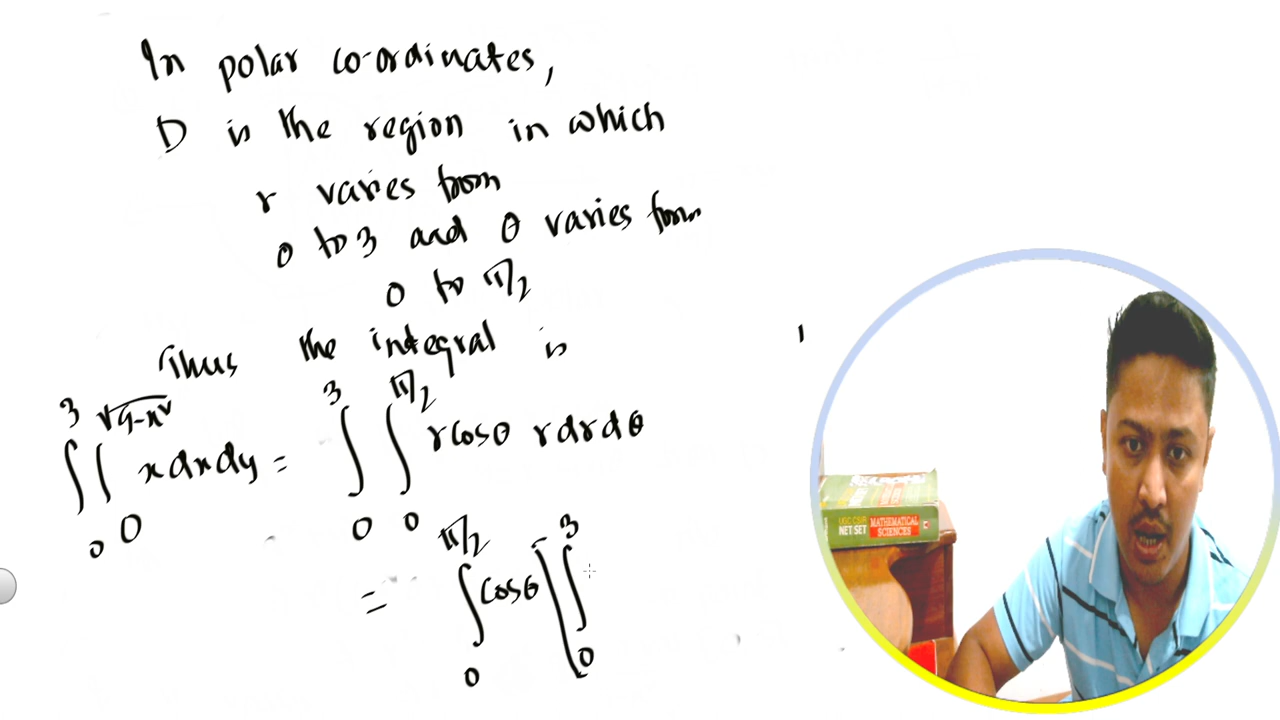 In polar co-ordinates,
D is the region in which
r varies from
0 to 3 and θ varies from
0 to π/2
Thus the integral is
∫₀³ ∫₀^√(9-x²) x dx dy = ∫₀³ ∫₀^π/2 r cosθ r dr dθ
= ∫₀^π/2 cosθ [ ∫₀³
UGC CSIR
NET SET
MATHEMATICAL
SCIENCES